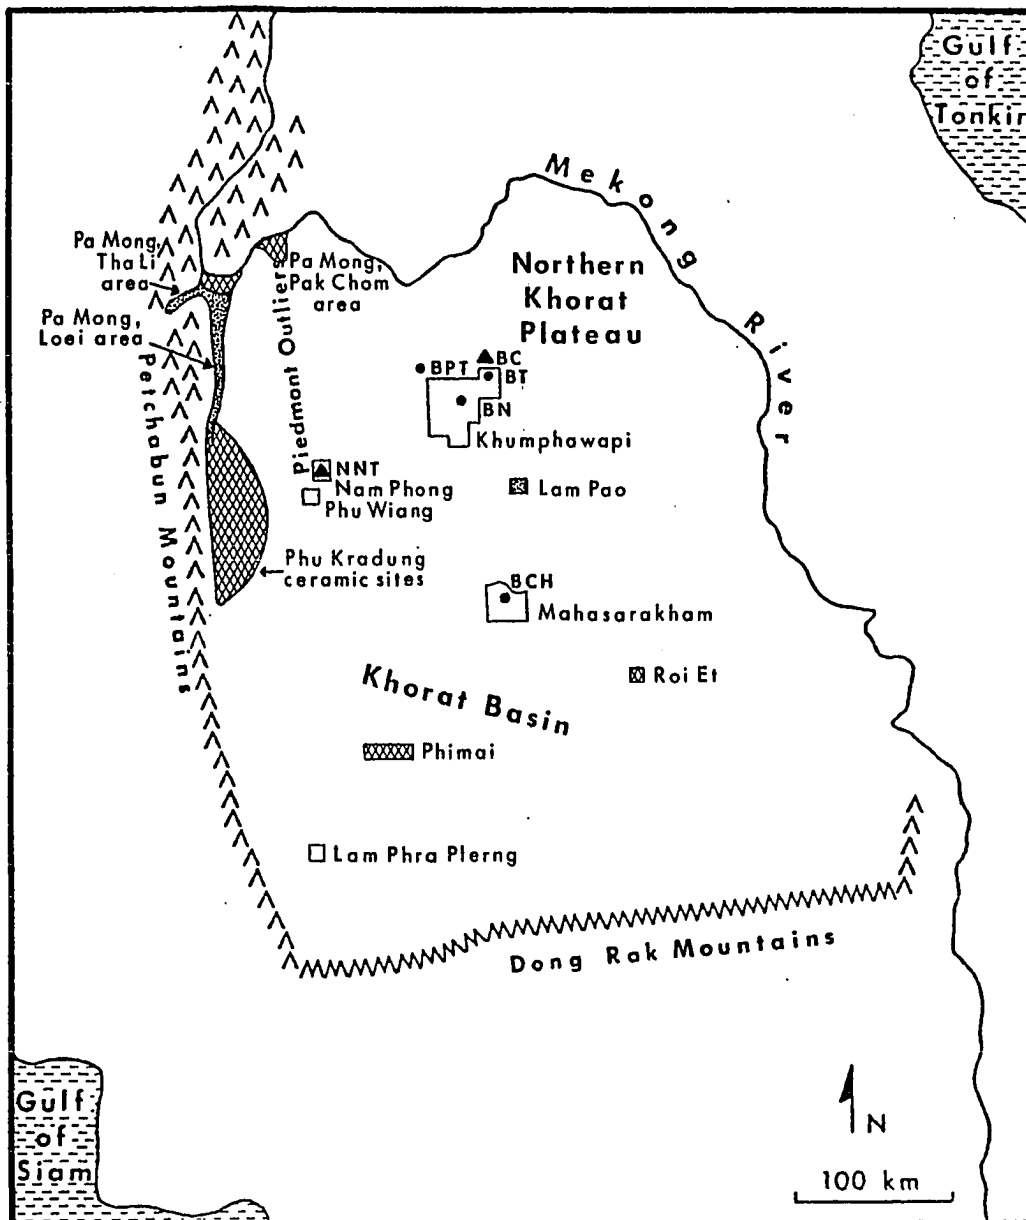 Gulf
of
Tonkin
Mekong River
Pa Mong,
Tha Li
area
Pa Mong,
Pak Chom
area
Northern
Khorat
Plateau
Pa Mong,
Loei area
Piedmont Outlier
BPT
BC
BT
BN
Khumphawapi
Petchabun Mountains
NNT
Nam Phong
Phu Wiang
Lam Pao
Phu Kradung
ceramic sites
BCH
Mahasarakham
Roi Et
Khorat Basin
Phimai
Lam Phra Plerng
Dong Rak Mountains
Gulf
of
Siam
N
100 km